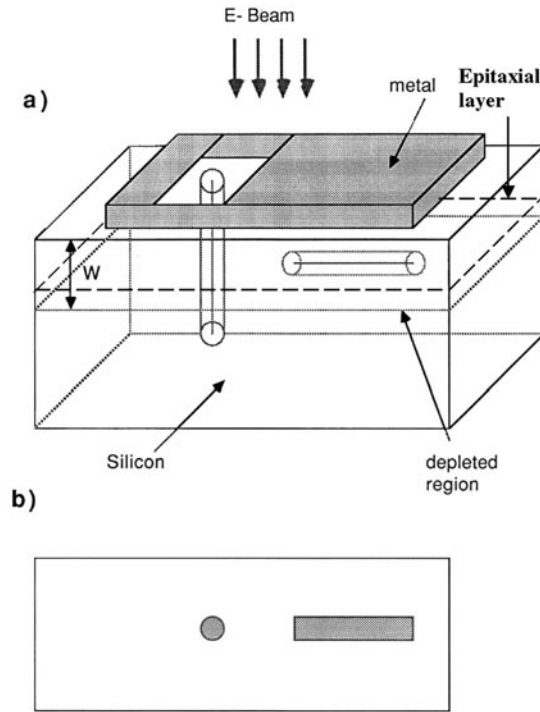 E- Beam
a)
metal
Epitaxial
layer
W
Silicon
depleted
region
b)